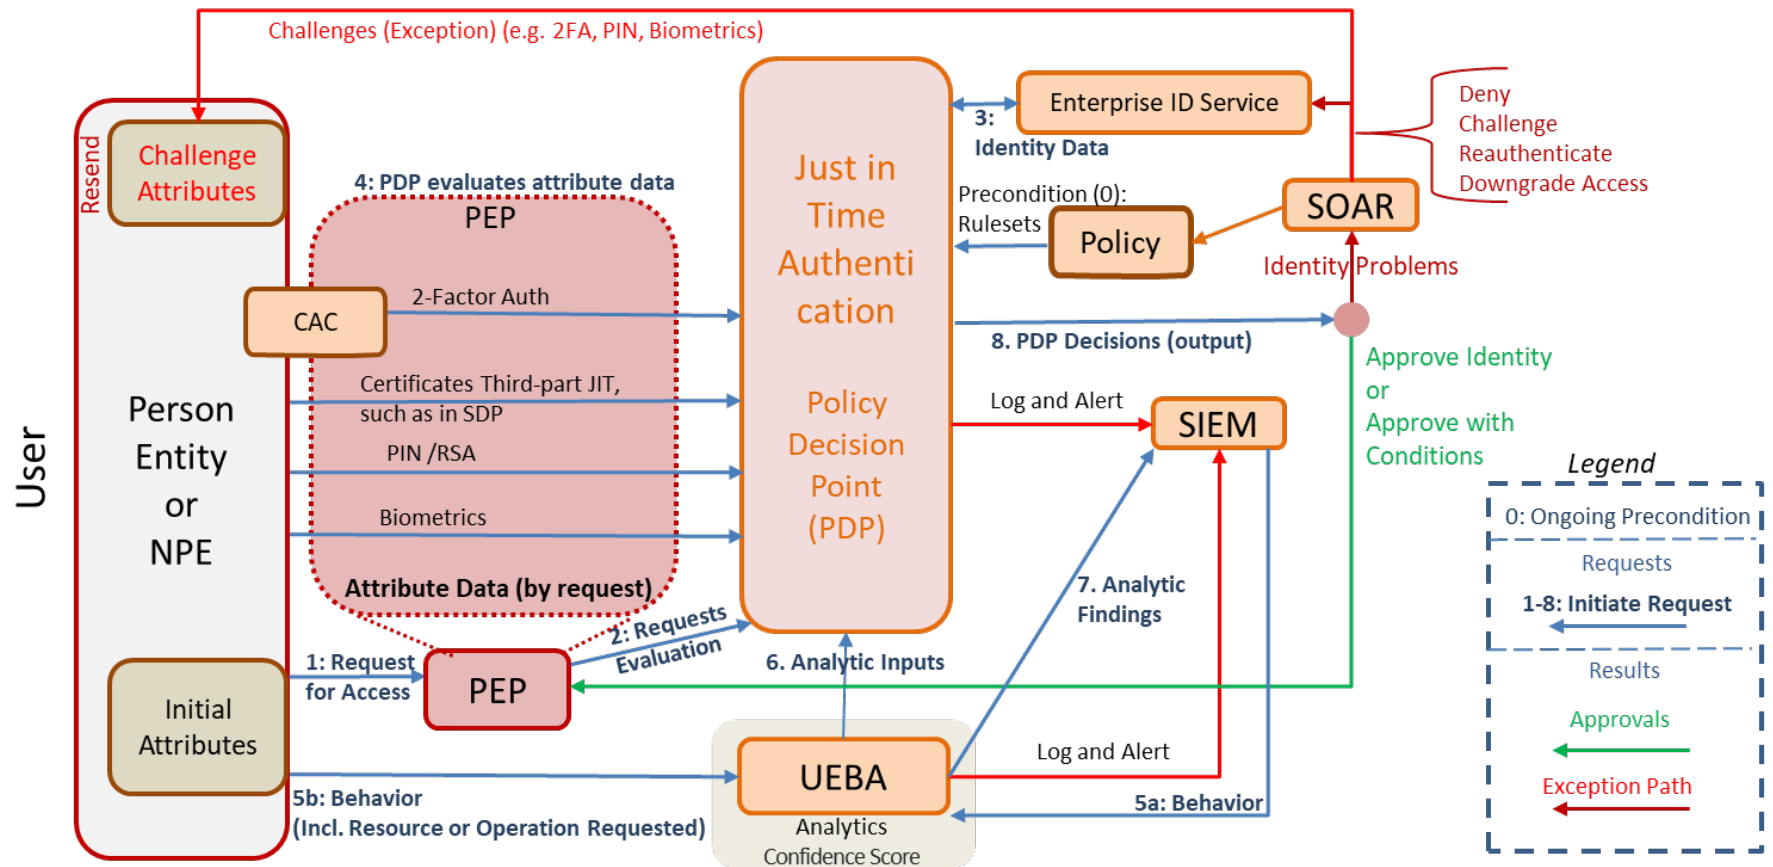 Challenges (Exception) (e.g. 2FA, PIN, Biometrics)
User
Resend
Challenge
Attributes
Person
Entity
or
NPE
Initial
Attributes
CAC
4: PDP evaluates attribute data
PEP
2-Factor Auth
Certificates Third-part JIT,
such as in SDP
PIN /RSA
Biometrics
Attribute Data (by request)
1: Request
for Access
PEP
2: Requests
Evaluation
5b: Behavior
(Incl. Resource or Operation Requested)
Just in
Time
Authenti
cation
Policy
Decision
Point
(PDP)
6. Analytic Inputs
UEBA
Analytics
Confidence Score
Enterprise ID Service
3:
Identity Data
Precondition (0):
Rulesets
Policy
SOAR
Deny
Challenge
Reauthenticate
Downgrade Access
Identity Problems
8. PDP Decisions (output)
Approve Identity
or
Approve with
Conditions
Log and Alert
SIEM
7. Analytic
Findings
Log and Alert
5a: Behavior
Legend
0: Ongoing Precondition
Requests
1-8: Initiate Request
Results
Approvals
Exception Path